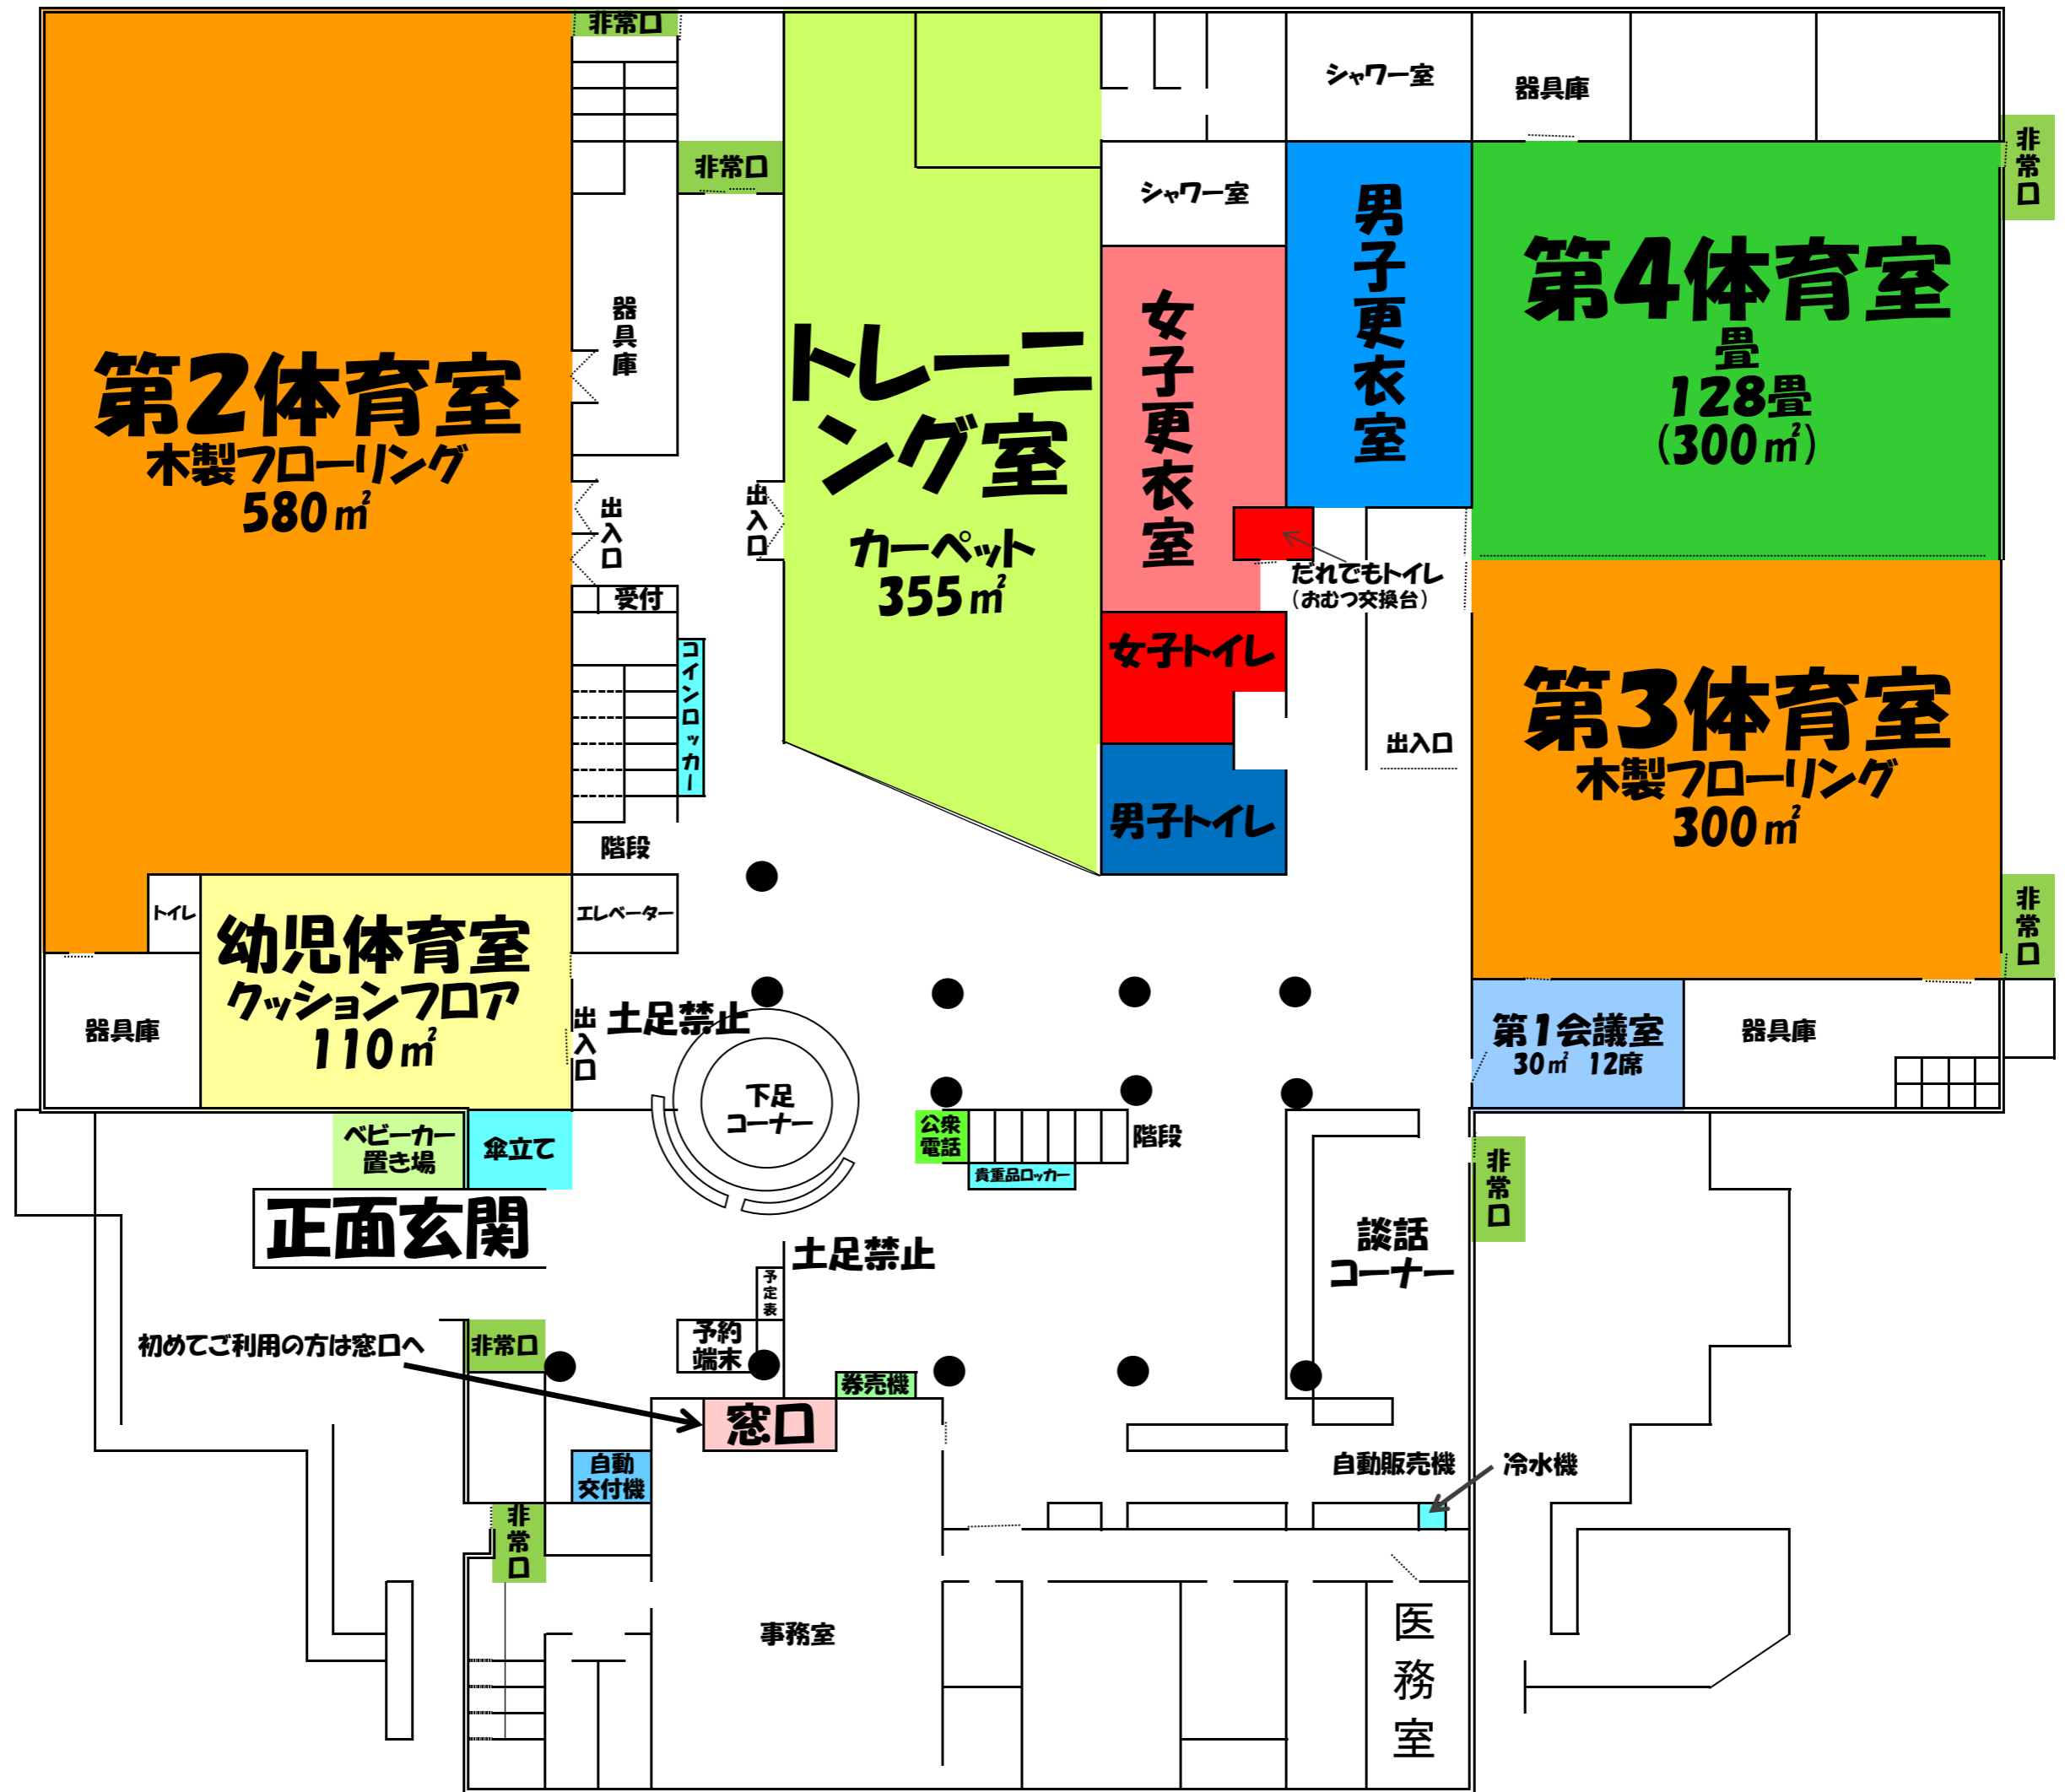 非常口
シャワー室
器具庫
非常口
非常口
シャワー室
男子更衣室
第4体育室
畳
128畳
(300㎡)
器具庫
女子更衣室
トレーニ
ング室
カーペット
355㎡
第2体育室
木製フローリング
580㎡
出入口
出入口
だれでもトイレ
(おむつ交換台)
受付
コインロッカー
女子トイレ
男子トイレ
出入口
第3体育室
木製フローリング
300㎡
階段
トイレ
エレベーター
幼児体育室
クッションフロア
110㎡
非常口
器具庫
出入口
土足禁止
第1会議室
30㎡ 12席
器具庫
下足
コーナー
ベビーカー
置き場
傘立て
公衆
電話
階段
貴重品ロッカー
非常口
正面玄関
土足禁止
談話
コーナー
予定表
初めてご利用の方は窓口へ
非常口
予約
端末
券売機
窓口
自動
交付機
自動販売機
冷水機
非常口
事務室
医務室